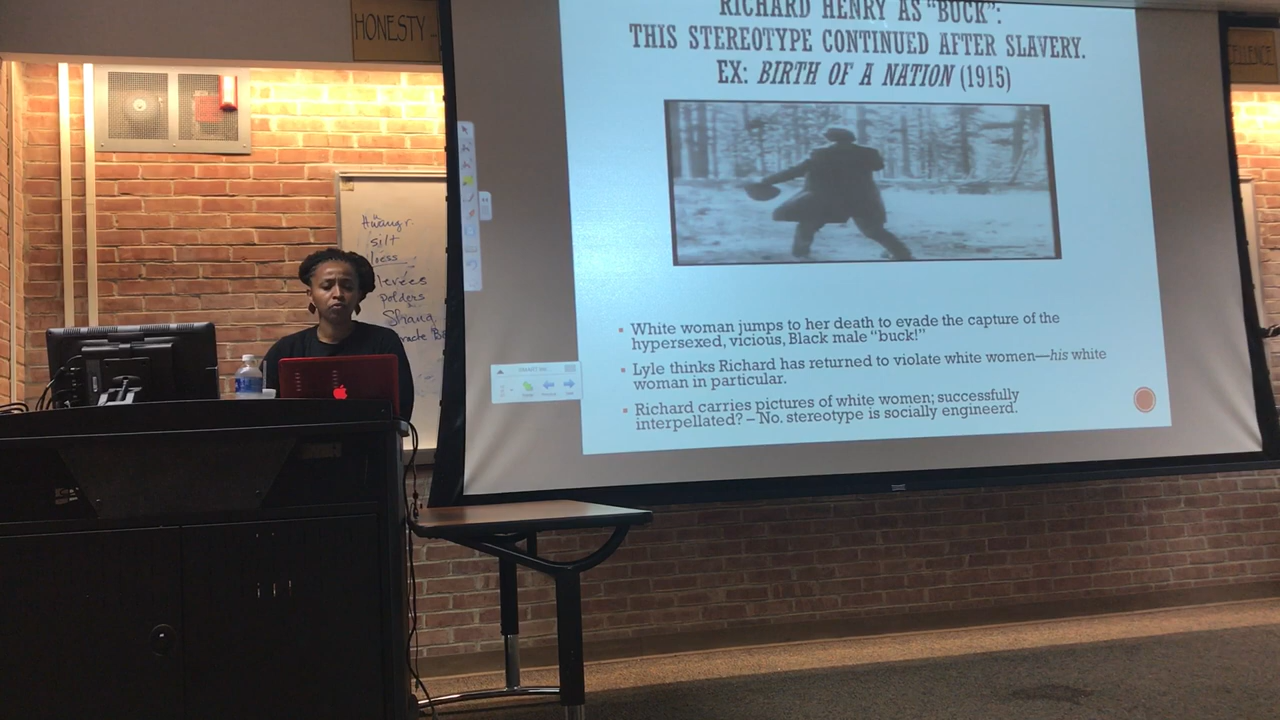 HONESTY
RICHARD HENRY AS "BUCK":
THIS STEREOTYPE CONTINUED AFTER SLAVERY.
EX: BIRTH OF A NATION (1915)
White woman jumps to her death to evade the capture of the
hypersexed, vicious, Black male "buck!"
Lyle thinks Richard has returned to violate white women—his white
woman in particular.
Richard carries pictures of white women; successfully
interpellated? – No. stereotype is socially engineerd.
silt
loess
levees
polders
Shang